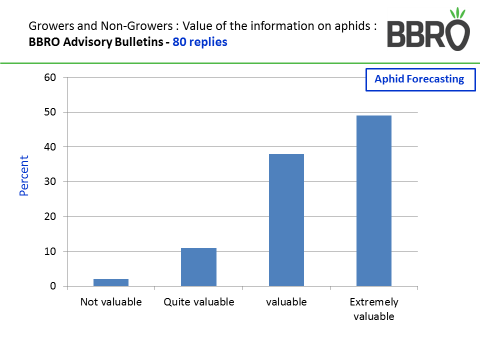 Growers and Non-Growers : Value of the information on aphids :
BBRO Advisory Bulletins - 80 replies
BBRO
Aphid Forecasting
Percent
60
50
40
30
20
10
0
Not valuable
Quite valuable
valuable
Extremely
valuable